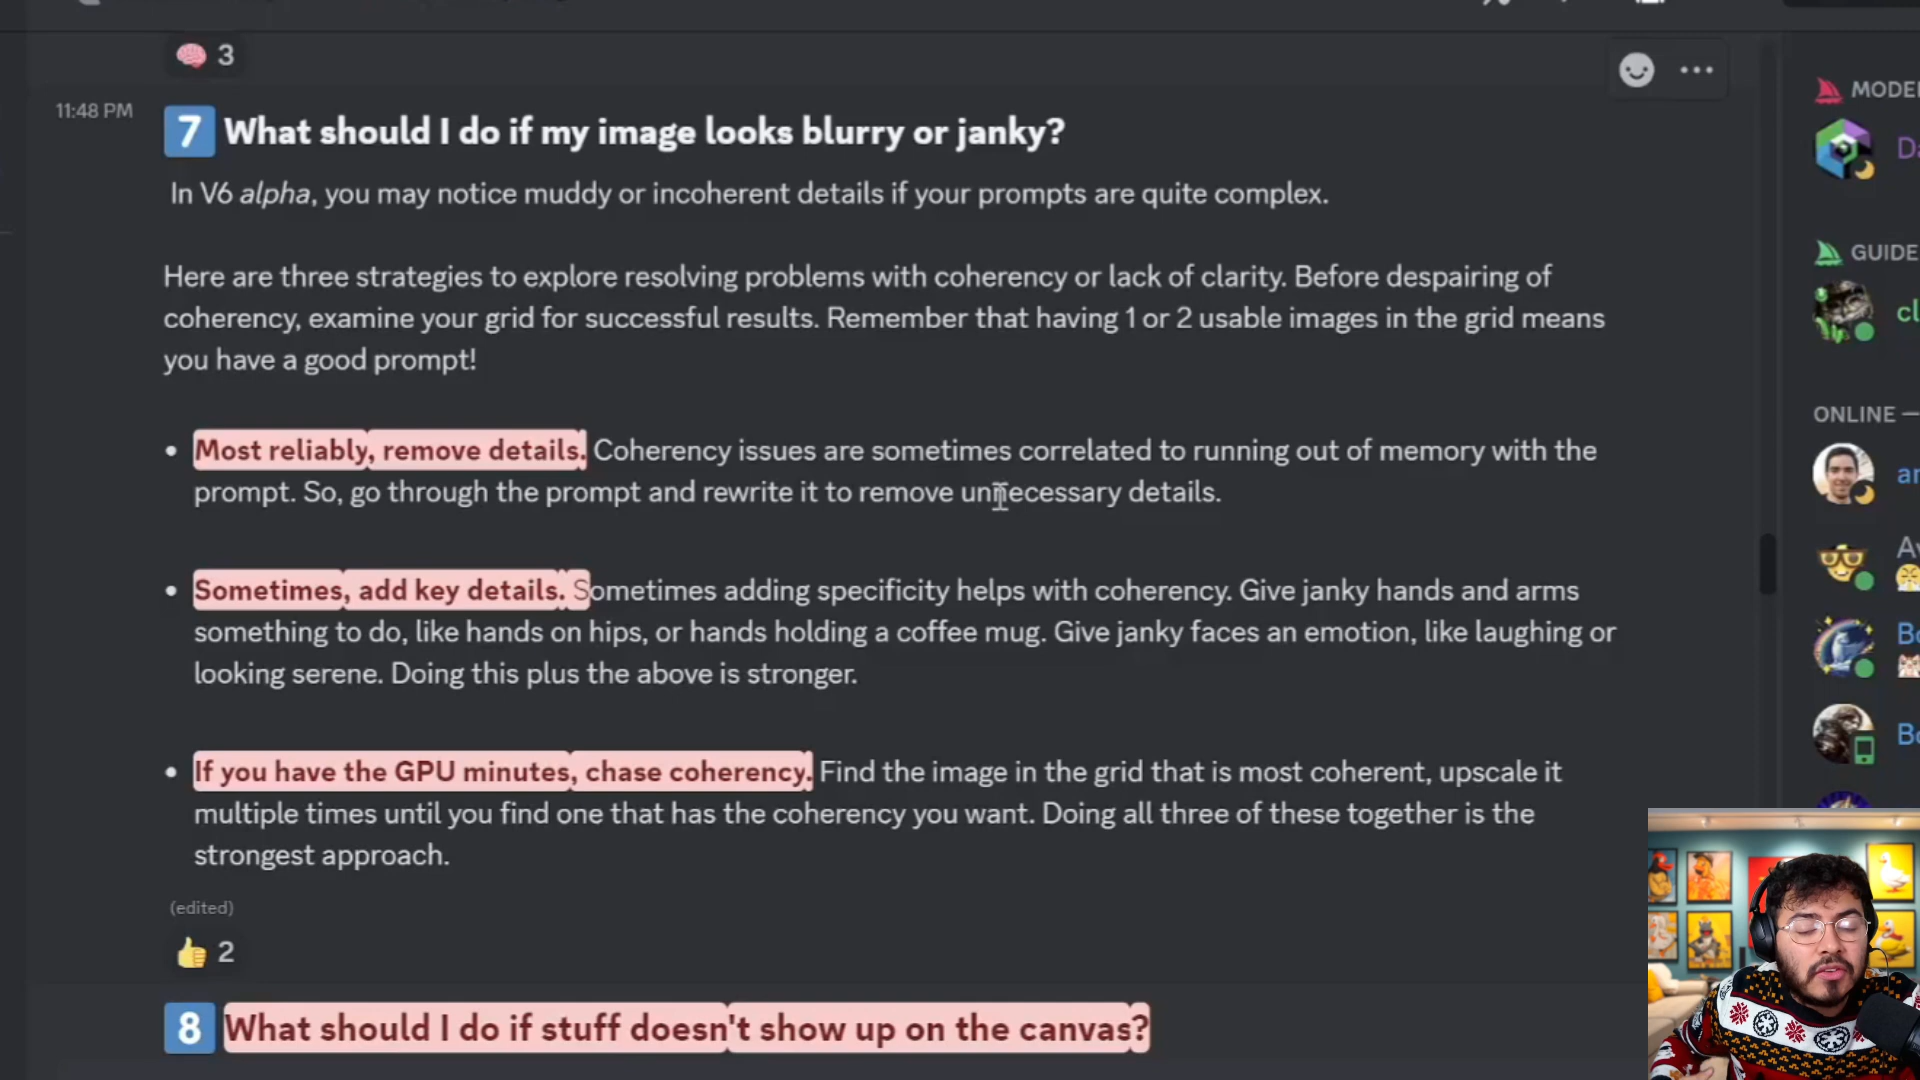 3
MODE
11:48 PM
7 What should I do if my image looks blurry or janky?
In V6 alpha, you may notice muddy or incoherent details if your prompts are quite complex.
GUIDE
Here are three strategies to explore resolving problems with coherency or lack of clarity. Before despairing of
coherency, examine your grid for successful results. Remember that having 1 or 2 usable images in the grid means
you have a good prompt!
ONLINE —
• Most reliably, remove details. Coherency issues are sometimes correlated to running out of memory with the
prompt. So, go through the prompt and rewrite it to remove unnecessary details.
• Sometimes, add key details. Sometimes adding specificity helps with coherency. Give janky hands and arms
something to do, like hands on hips, or hands holding a coffee mug. Give janky faces an emotion, like laughing or
looking serene. Doing this plus the above is stronger.
• If you have the GPU minutes, chase coherency. Find the image in the grid that is most coherent, upscale it
multiple times until you find one that has the coherency you want. Doing all three of these together is the
strongest approach.
(edited)
2
8 What should I do if stuff doesn't show up on the canvas?